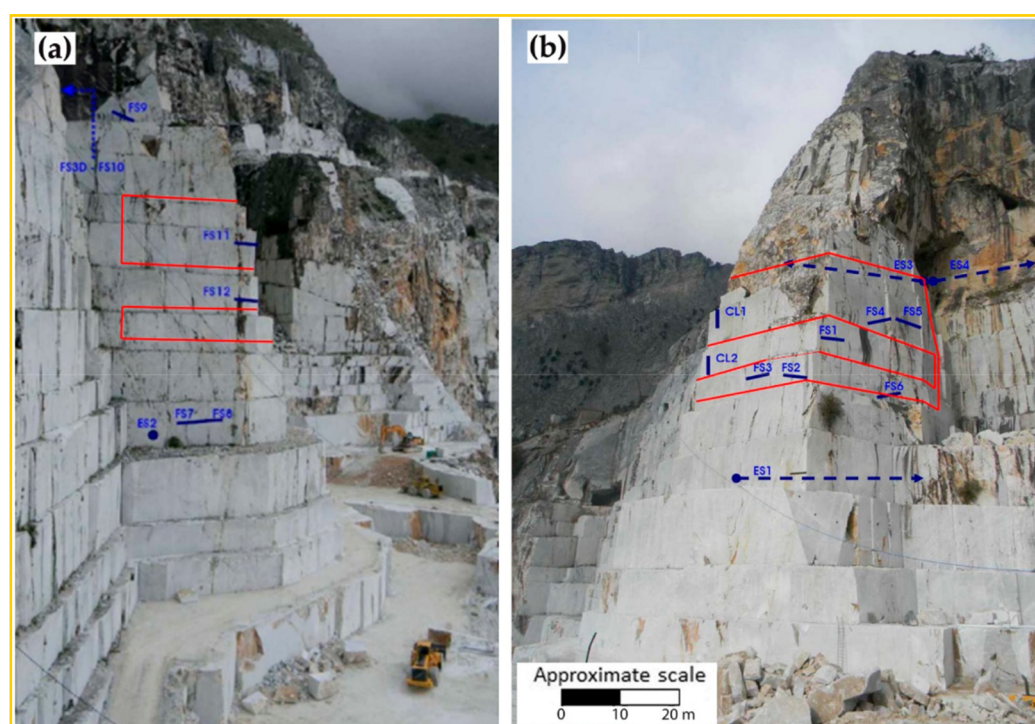 (a)
FS9
FS3D
FS10
FS11
FS12
FS7
FS8
ES2
(b)
ES3
ES4
CL1
FS4
FS5
FS1
CL2
FS3
FS2
FS6
ES1
Approximate scale
0 10 20 m